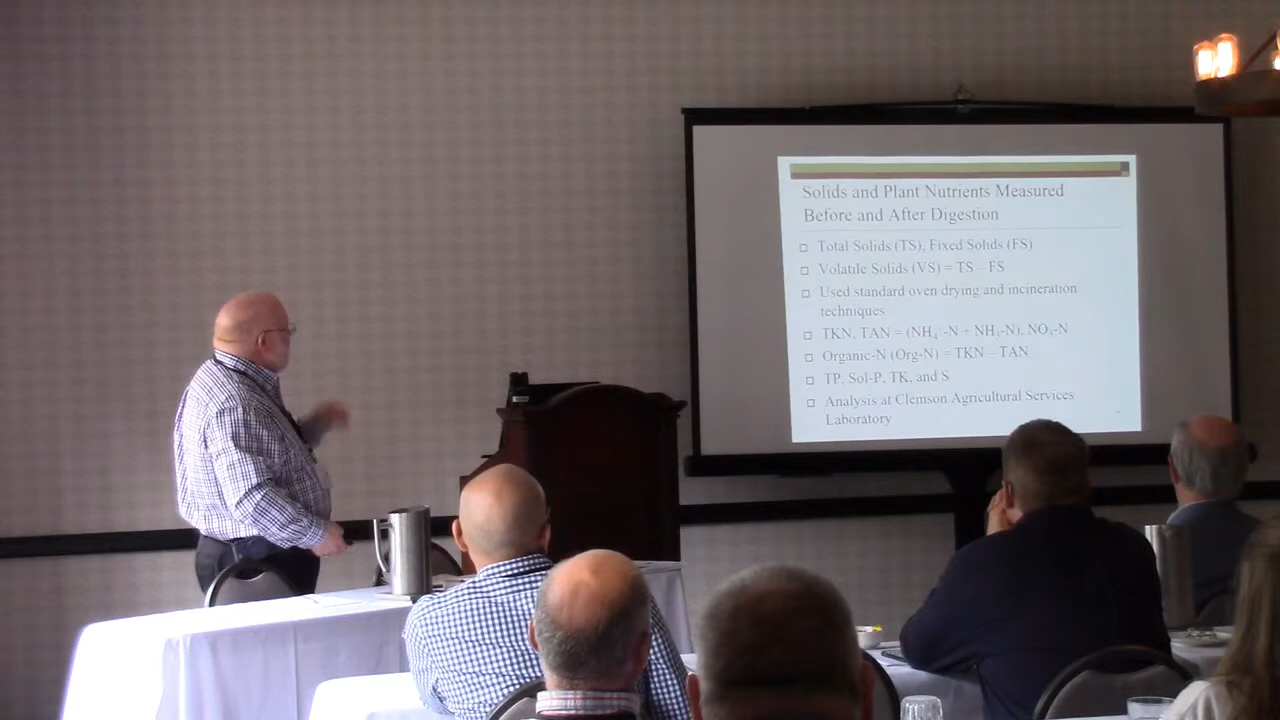 Solids and Plant Nutrients Measured
Before and After Digestion
□ Total Solids (TS), Fixed Solids (FS)
□ Volatile Solids (VS) = TS – FS
□ Used standard oven drying and incineration
techniques
□ TKN, TAN = (NH₄⁺-N + NH₃-N), NO₃-N
□ Organic-N (Org-N) = TKN – TAN
□ TP, Sol-P, TK, and S
□ Analysis at Clemson Agricultural Services
Laboratory